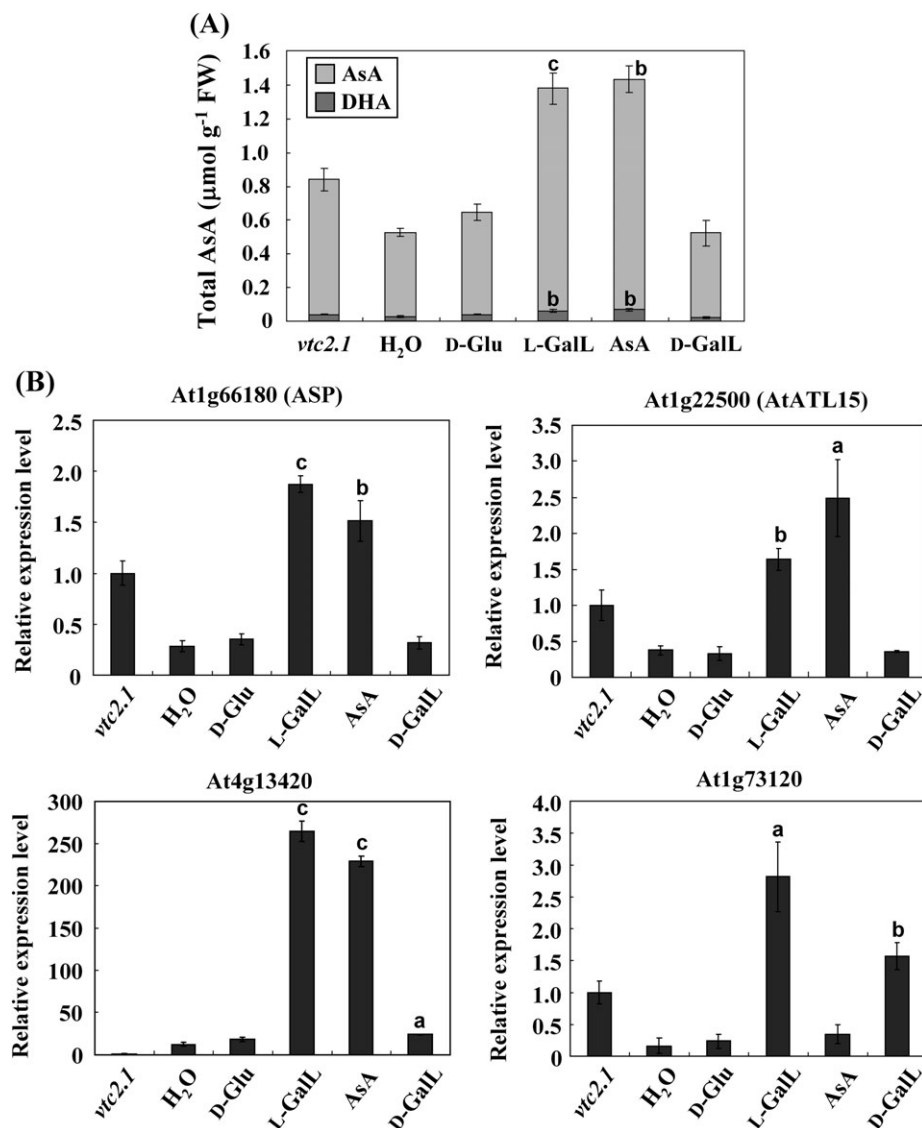 (A)
Total AsA (µmol g⁻¹ FW)
1.6
1.4
1.2
1.0
0.8
0.6
0.4
0.2
0
AsA
DHA
c
b
b
b
vtc2.1 H₂O D-Glu L-GalL AsA D-GalL
(B)
At1g66180 (ASP)
Relative expression level
2.5
2.0
1.5
1.0
0.5
0
c
b
vtc2.1 H₂O D-Glu L-GalL AsA D-GalL
At1g22500 (AtATL15)
Relative expression level
3.5
3.0
2.5
2.0
1.5
1.0
0.5
0
b
a
vtc2.1 H₂O D-Glu L-GalL AsA D-GalL
At4g13420
Relative expression level
300
250
200
150
100
50
0
c
c
a
vtc2.1 H₂O D-Glu L-GalL AsA D-GalL
At1g73120
Relative expression level
4.0
3.5
3.0
2.5
2.0
1.5
1.0
0.5
0
a
b
vtc2.1 H₂O D-Glu L-GalL AsA D-GalL